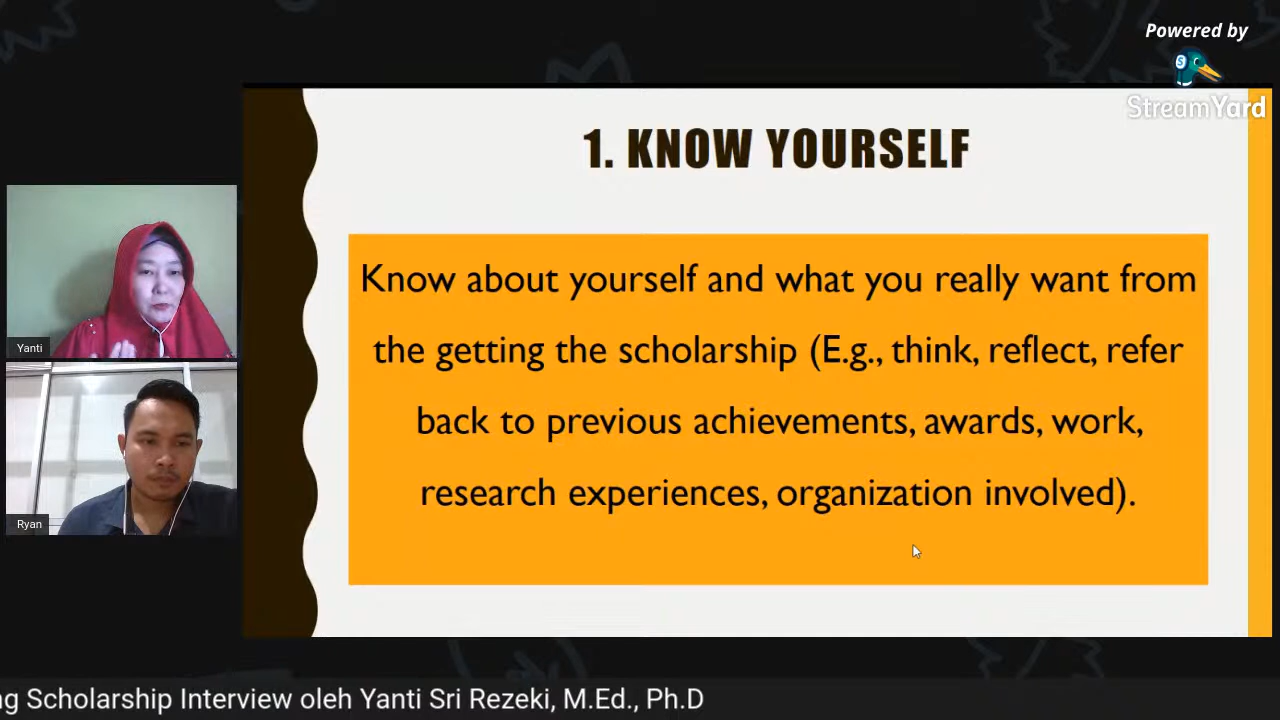 Powered by
StreamYard
1. KNOW YOURSELF
Know about yourself and what you really want from
the getting the scholarship (E.g., think, reflect, refer
back to previous achievements, awards, work,
research experiences, organization involved).
Yanti
Ryan
ng Scholarship Interview oleh Yanti Sri Rezeki, M.Ed., Ph.D